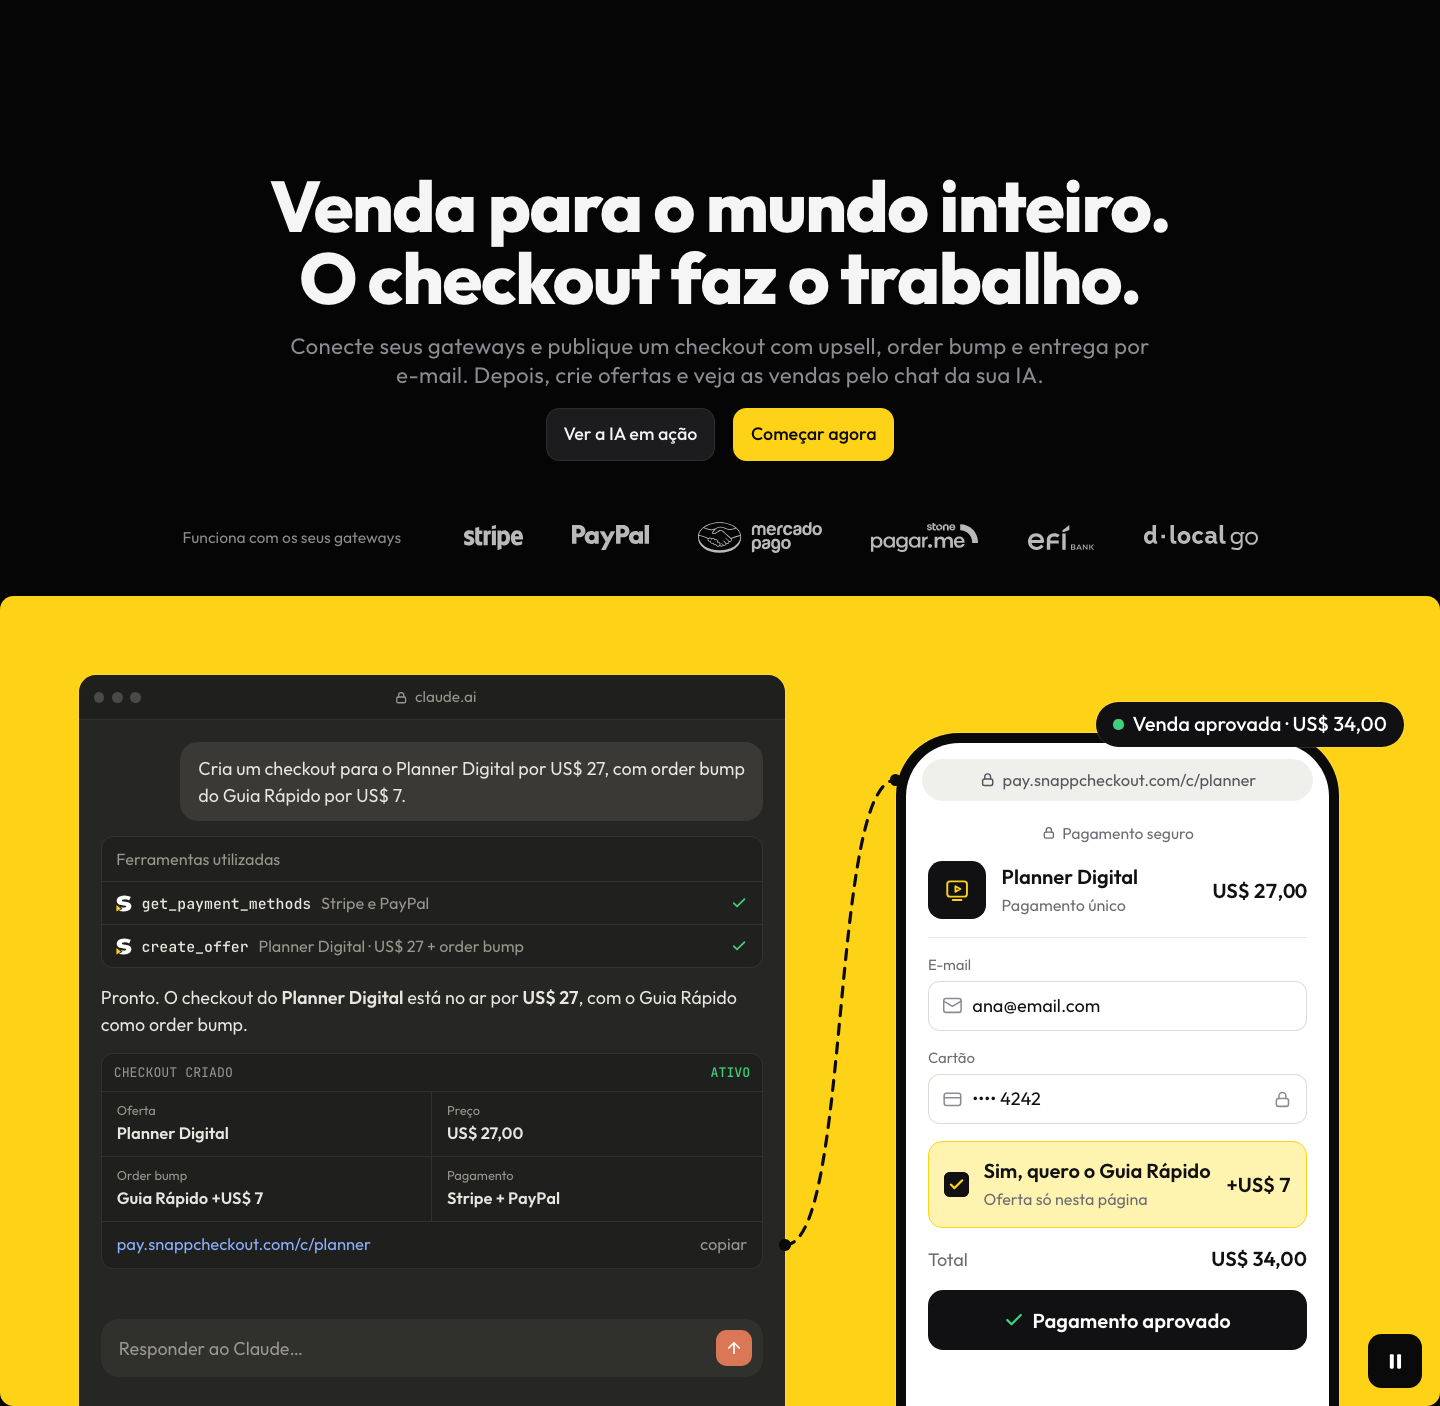 Venda para o mundo inteiro.
O checkout faz o trabalho.
Conecte seus gateways e publique um checkout com upsell, order bump e entrega por
e-mail. Depois, crie ofertas e veja as vendas pelo chat da sua IA.
Ver a IA em ação
Começar agora
Funciona com os seus gateways
stripe
PayPal
mercado
pago
stone
pagar.me
efí BANK
d·local go
claude.ai
Cria um checkout para o Planner Digital por US$ 27, com order bump
do Guia Rápido por US$ 7.
Ferramentas utilizadas
S get_payment_methods Stripe e PayPal
S create_offer Planner Digital · US$ 27 + order bump
Pronto. O checkout do Planner Digital está no ar por US$ 27, com o Guia Rápido
como order bump.
CHECKOUT CRIADO
ATIVO
Oferta
Planner Digital
Preço
US$ 27,00
Order bump
Guia Rápido +US$ 7
Pagamento
Stripe + PayPal
pay.snappcheckout.com/c/planner
copiar
Responder ao Claude...
Venda aprovada · US$ 34,00
pay.snappcheckout.com/c/planner
Pagamento seguro
Planner Digital
Pagamento único
US$ 27,00
E-mail
ana@email.com
Cartão
•••• 4242
Sim, quero o Guia Rápido
Oferta só nesta página
+US$ 7
Total
US$ 34,00
Pagamento aprovado